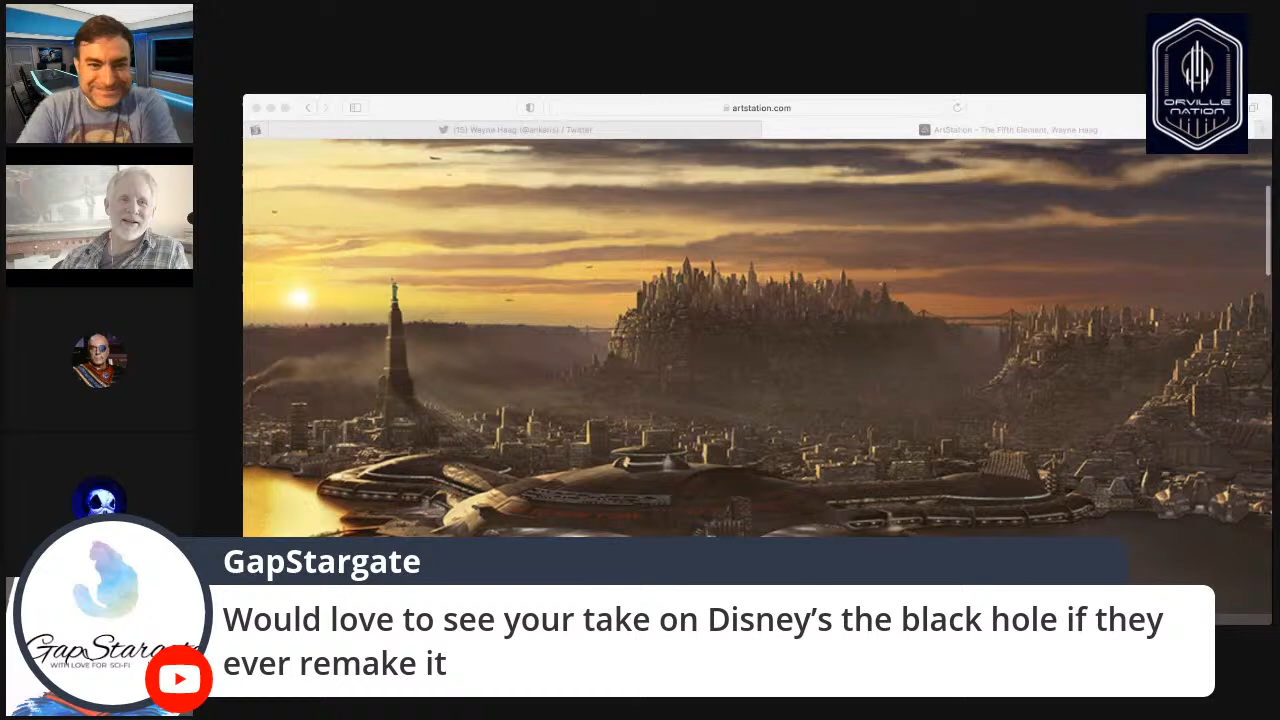 ORVILLE
NATION
artstation.com
(15) Wayne Haag (@ankaris) / Twitter
ArtStation - The Fifth Element, Wayne Haag
GapStargate
Would love to see your take on Disney’s the black hole if they
ever remake it
WITH LOVE FOR SCI-FI